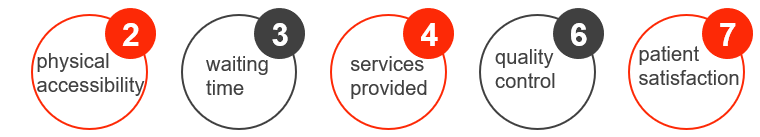 2
physical
accessibility
3
waiting
time
4
services
provided
6
quality
control
7
patient
satisfaction